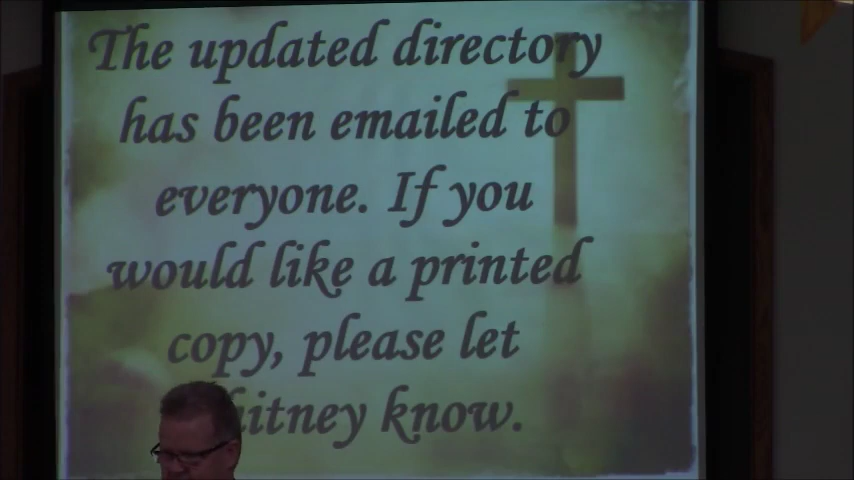 The updated directory
has been emailed to
everyone. If you
would like a printed
copy, please let
know.